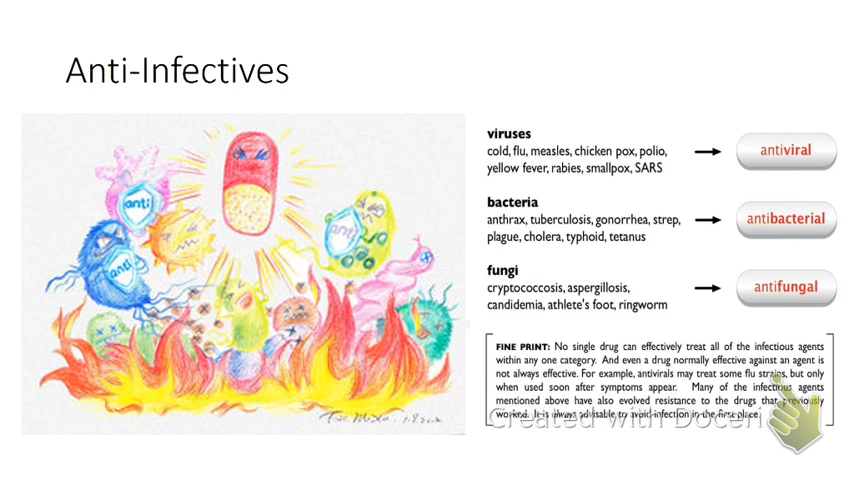 Anti-Infectives
anti
anti
anti
viruses
cold, flu, measles, chicken pox, polio,
yellow fever, rabies, smallpox, SARS
antiviral
bacteria
anthrax, tuberculosis, gonorrhea, strep,
plague, cholera, typhoid, tetanus
antibacterial
fungi
cryptococcosis, aspergillosis,
candidemia, athlete's foot, ringworm
antifungal
FINE PRINT: No single drug can effectively treat all of the infectious agents
within any one category. And even a drug normally effective against an agent is
not always effective. For example, antivirals may treat some flu strains, but only
when used soon after symptoms appear. Many of the infectious agents
mentioned above have also evolved resistance to the drugs that previously
worked. It is always advisable to avoid infection in the first place.
Created with Doceri